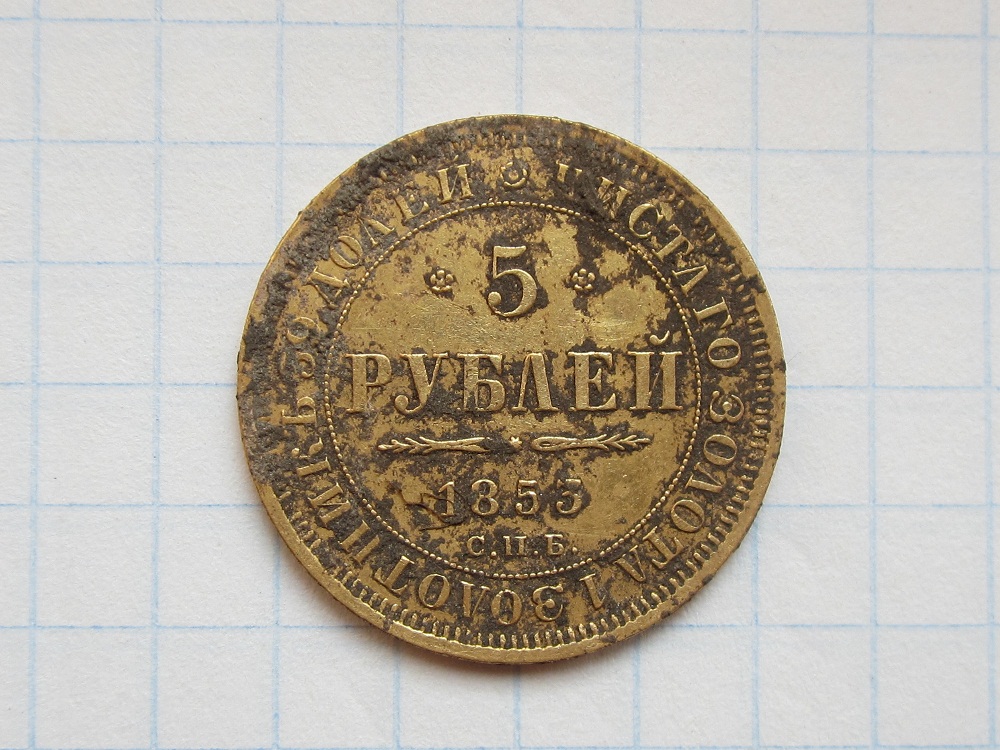 5
РУБЛЕЙ
1853
С.П.Б.
ЧИСТАГО ЗОЛОТА 1 ЗОЛОТНИКЪ 39 ДОЛЕЙ